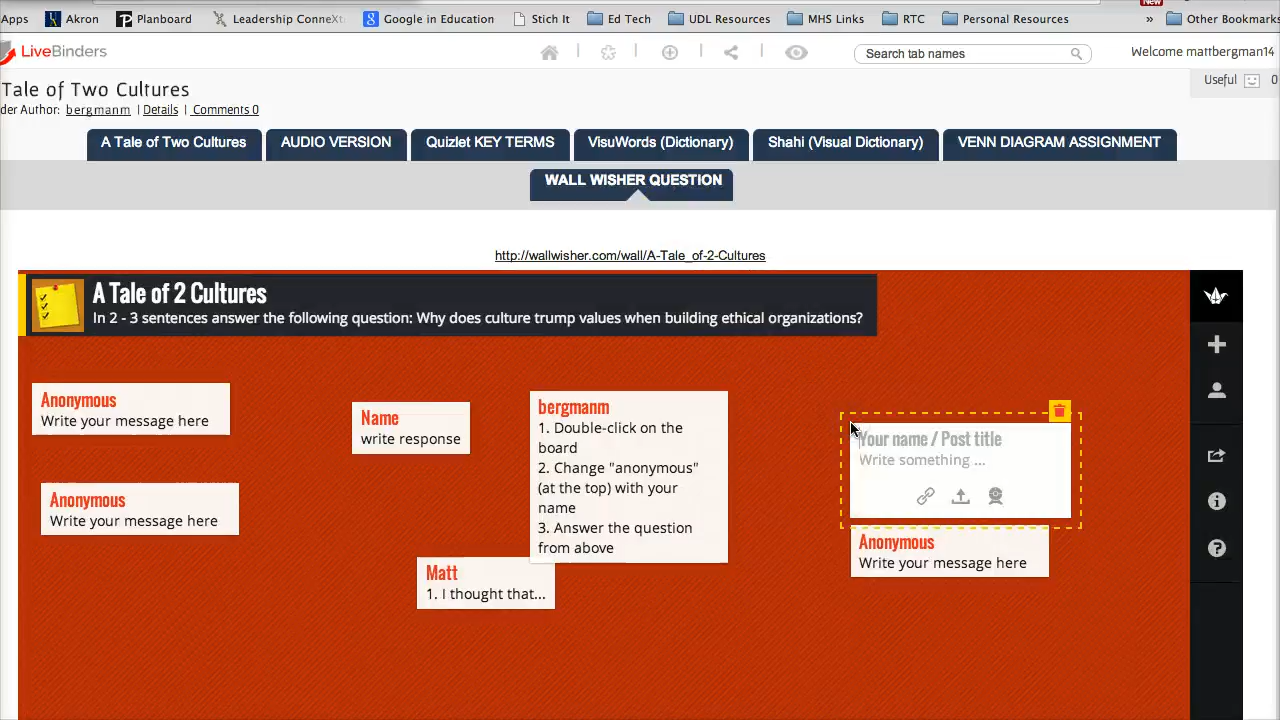 New
Apps Akron Planboard Leadership ConneXt Google in Education Stich It Ed Tech UDL Resources MHS Links RTC Personal Resources » Other Bookmark
LiveBinders
Search tab names
Welcome mattbergman14
Tale of Two Cultures
Useful 0
der Author: bergmanm | Details | Comments 0
A Tale of Two Cultures AUDIO VERSION Quizlet KEY TERMS VisuWords (Dictionary) Shahi (Visual Dictionary) VENN DIAGRAM ASSIGNMENT
WALL WISHER QUESTION
http://wallwisher.com/wall/A-Tale_of-2-Cultures
A Tale of 2 Cultures
In 2 - 3 sentences answer the following question: Why does culture trump values when building ethical organizations?
Anonymous
Write your message here
Name
write response
bergmanm
1. Double-click on the
board
2. Change "anonymous"
(at the top) with your
name
3. Answer the question
from above
Your name / Post title
Write something ...
Anonymous
Write your message here
Anonymous
Write your message here
Matt
1. I thought that...